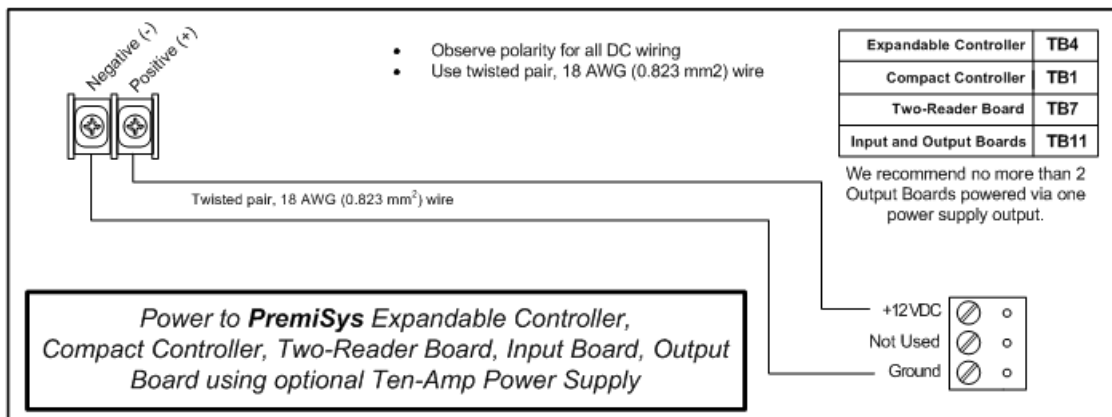 Negative (-)
Positive (+)
• Observe polarity for all DC wiring
• Use twisted pair, 18 AWG (0.823 mm2) wire
Expandable Controller TB4
Compact Controller TB1
Two-Reader Board TB7
Input and Output Boards TB11
We recommend no more than 2
Output Boards powered via one
power supply output.
Twisted pair, 18 AWG (0.823 mm²) wire
Power to PremiSys Expandable Controller,
Compact Controller, Two-Reader Board, Input Board, Output
Board using optional Ten-Amp Power Supply
+12VDC
Not Used
Ground